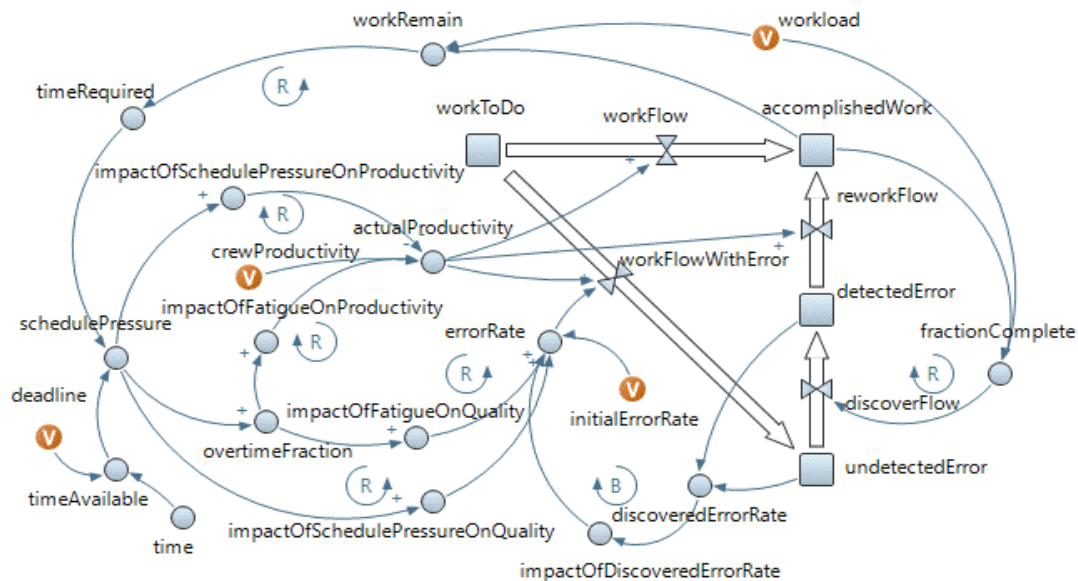 workRemain
workload
timeRequired
R
V
workToDo
workFlow
accomplishedWork
+
impactOfSchedulePressureOnProductivity
+
R
reworkFlow
actualProductivity
-
crewProductivity
+
V
workFlowWithError
+
impactOfFatigueOnProductivity
detectedError
schedulePressure
errorRate
fractionComplete
R
+
R
+
+
R
deadline
V
discoverFlow
+
impactOfFatigueOnQuality
initialErrorRate
V
+
overtimeFraction
undetectedError
timeAvailable
R
+
B
discoveredErrorRate
time
impactOfSchedulePressureOnQuality
impactOfDiscoveredErrorRate